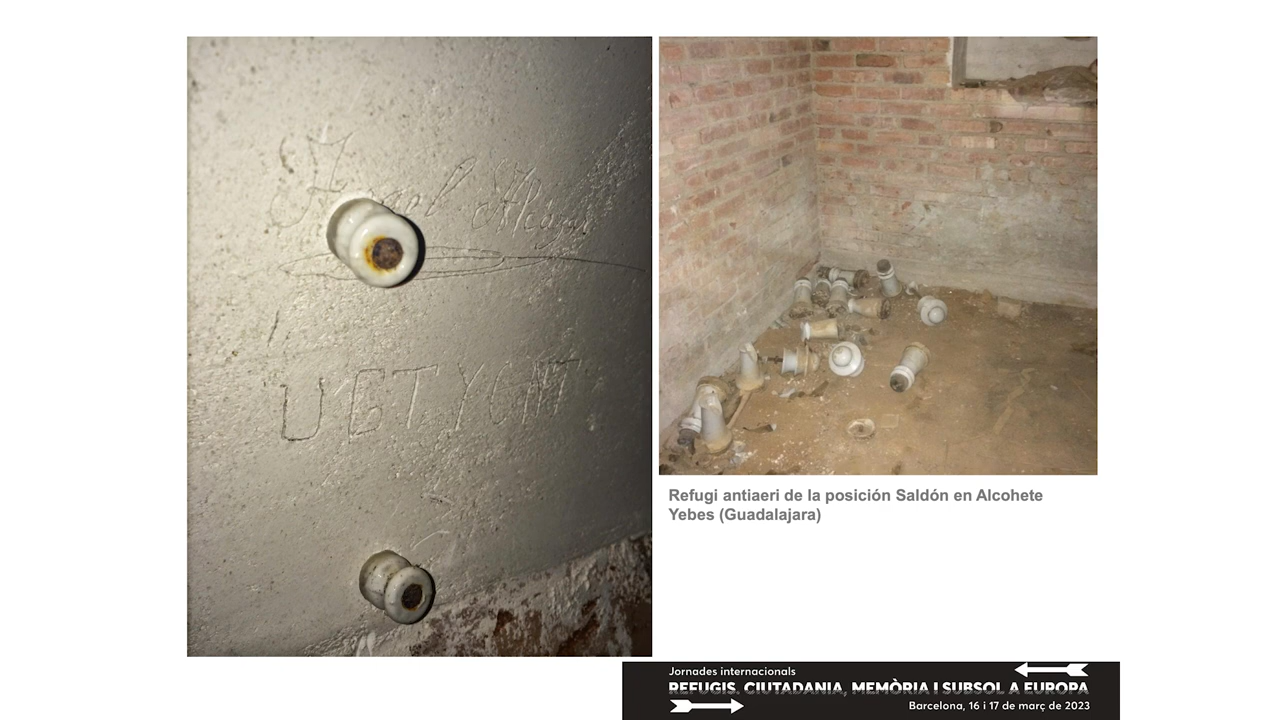 UGT Y CNT
Refugi antiaeri de la posición Saldón en Alcohete
Yebes (Guadalajara)
Jornades internacionals
REFUGIS. CIUTADANIA, MEMÒRIA I SUBSOL A EUROPA
Barcelona, 16 i 17 de març de 2023